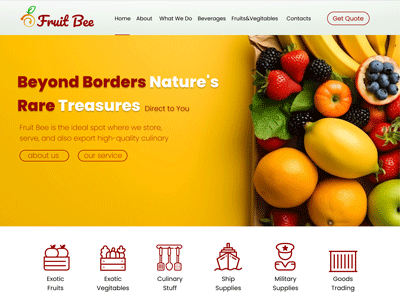 Fruit Bee
Home About What We Do Beverages Fruits&Vegitables Contacts Get Quote
Beyond Borders Nature's
Rare Treasures Direct to You
Fruit Bee is the ideal spot where we store,
serve, and also export high-quality culinary
about us our service
Exotic Exotic Culinary Ship Military Goods
Fruits Vegitables Stuff Supplies Supplies Trading